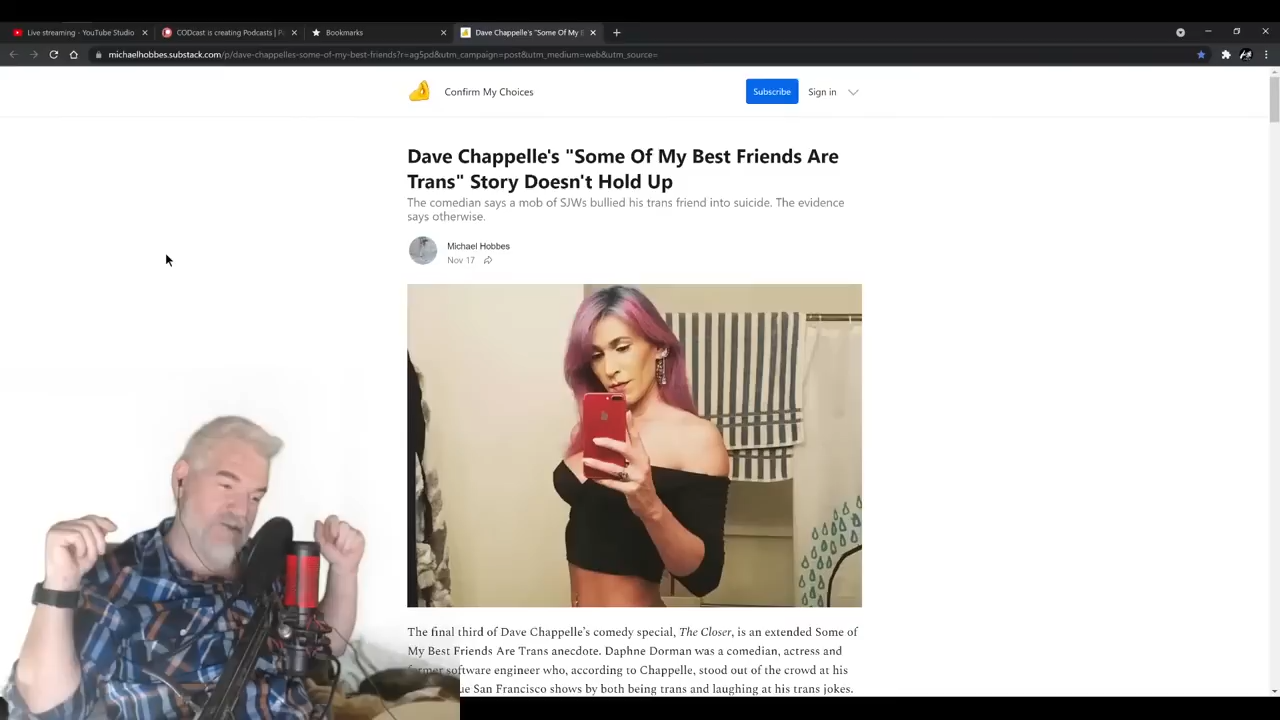 Live streaming - YouTube Studio
CODcast is creating Podcasts |
Bookmarks
Dave Chappelle's "Some Of My
michaelhobbes.substack.com/p/dave-chappelles-some-of-my-best-friends?r=ag5pd&utm_campaign=post&utm_medium=web&utm_source=
Confirm My Choices
Subscribe
Sign in
Dave Chappelle's "Some Of My Best Friends Are
Trans" Story Doesn't Hold Up
The comedian says a mob of SJWs bullied his trans friend into suicide. The evidence
says otherwise.
Michael Hobbes
Nov 17
The final third of Dave Chappelle's comedy special, The Closer, is an extended Some of
My Best Friends Are Trans anecdote. Daphne Dorman was a comedian, actress and
former software engineer who, according to Chappelle, stood out of the crowd at his
San Francisco shows by both being trans and laughing at his trans jokes.